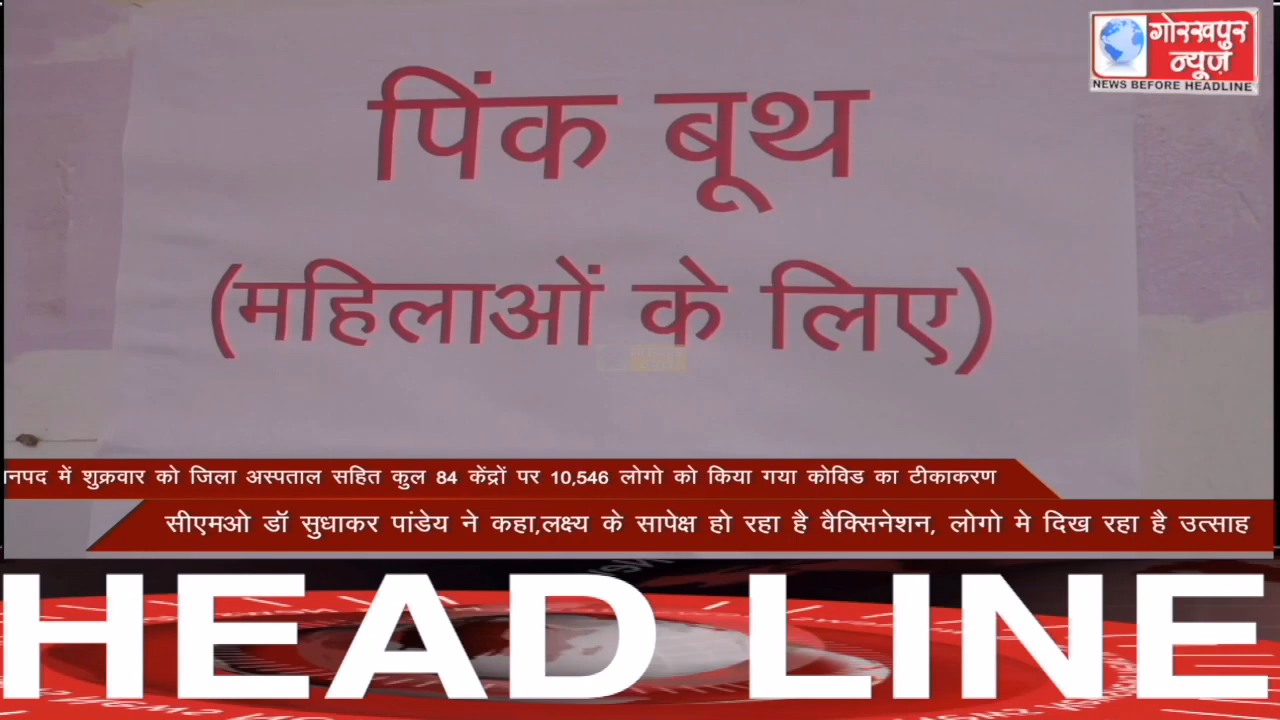 गोरखपुर
न्यूज़
NEWS BEFORE HEADLINE
पिंक बूथ
(महिलाओं के लिए)
नपद में शुक्रवार को जिला अस्पताल सहित कुल 84 केंद्रों पर 10,546 लोगो को किया गया कोविड का टीकाकरण
सीएमओ डॉ सुधाकर पांडेय ने कहा,लक्ष्य के सापेक्ष हो रहा है वैक्सिनेशन, लोगो मे दिख रहा है उत्साह
HEAD LINE